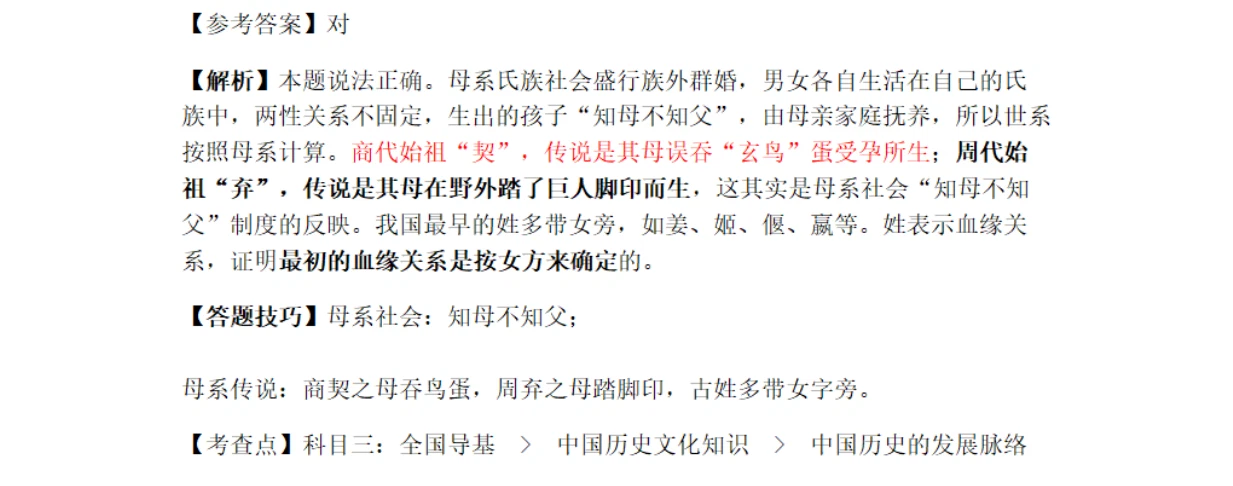 【参考答案】对
【解析】本题说法正确。母系氏族社会盛行族外群婚，男女各自生活在自己的氏
族中，两性关系不固定，生出的孩子“知母不知父”，由母亲家庭抚养，所以世系
按照母系计算。商代始祖“契”，传说是其母误吞“玄鸟”蛋受孕所生；周代始
祖“弃”，传说是其母在野外踏了巨人脚印而生，这其实是母系社会“知母不知
父”制度的反映。我国最早的姓多带女旁，如姜、姬、偃、嬴等。姓表示血缘关
系，证明最初的血缘关系是按女方来确定的。
【答题技巧】母系社会：知母不知父；
母系传说：商契之母吞鸟蛋，周弃之母踏脚印，古姓多带女字旁。
【考查点】科目三：全国导基 > 中国历史文化知识 > 中国历史的发展脉络